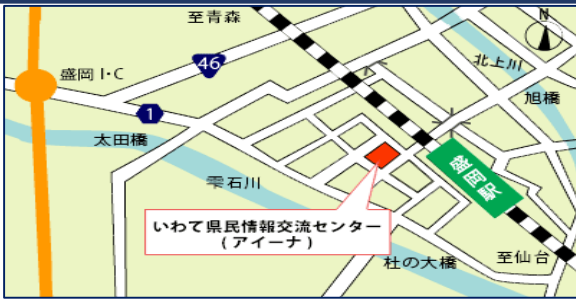 至青森
N
46
盛岡I・C
北上川
旭橋
1
太田橋
盛岡駅
雫石川
いわて県民情報交流センター
(アイーナ)
杜の大橋
至仙台